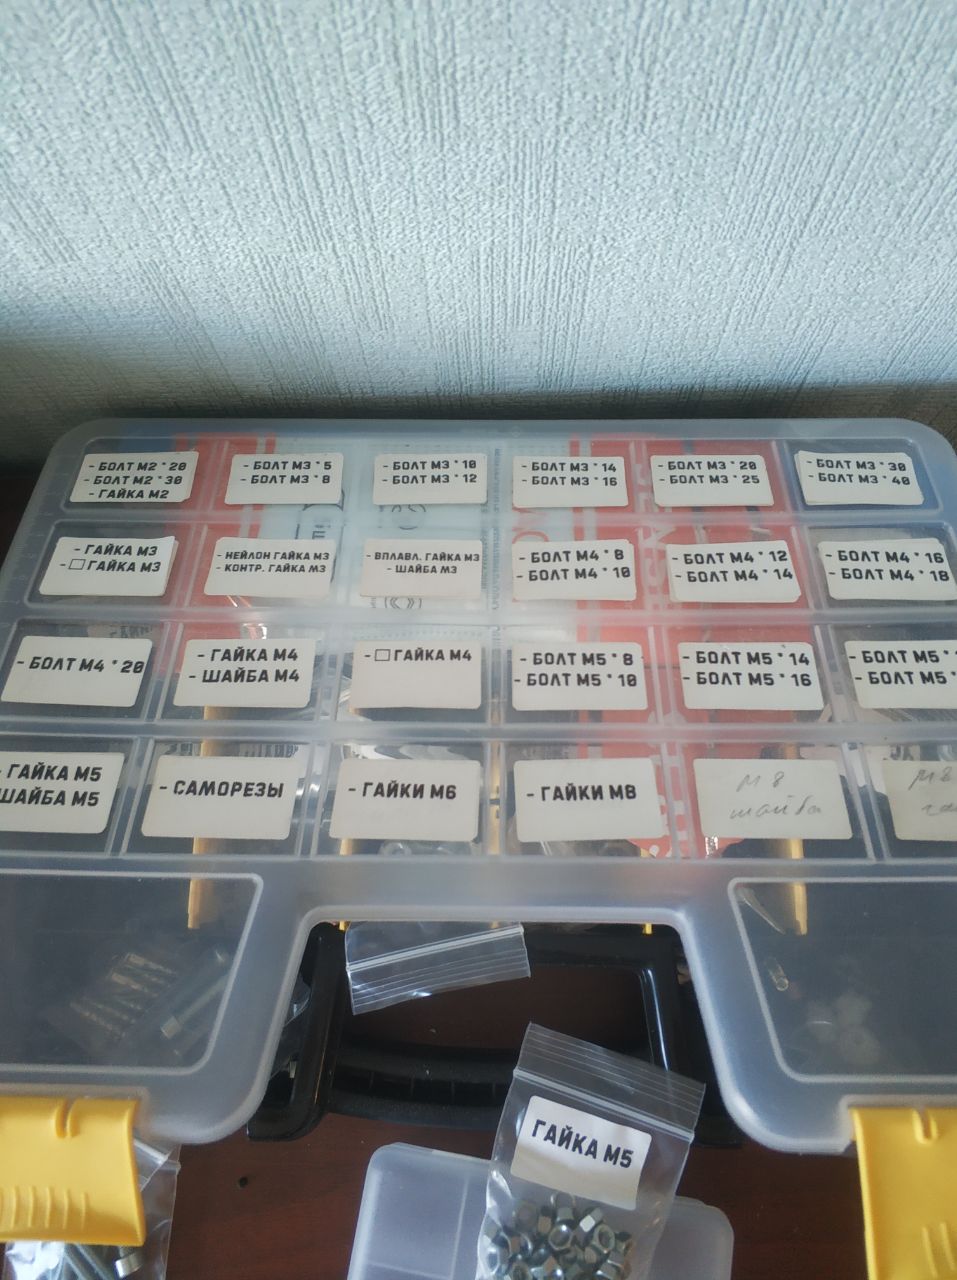 - БОЛТ М2 * 20
- БОЛТ М2 * 30
- ГАЙКА М2
- БОЛТ М3 * 5
- БОЛТ М3 * 8
- БОЛТ М3 * 10
- БОЛТ М3 * 12
- БОЛТ М3 * 14
- БОЛТ М3 * 16
- БОЛТ М3 * 20
- БОЛТ М3 * 25
- БОЛТ М3 * 30
- БОЛТ М3 * 40
- ГАЙКА М3
- □ ГАЙКА М3
- НЕЙЛОН ГАЙКА М3
- КОНТР. ГАЙКА М3
- ВПЛАВЛ. ГАЙКА М3
- ШАЙБА М3
- БОЛТ М4 * 8
- БОЛТ М4 * 10
- БОЛТ М4 * 12
- БОЛТ М4 * 14
- БОЛТ М4 * 16
- БОЛТ М4 * 18
- БОЛТ М4 * 20
- ГАЙКА М4
- ШАЙБА М4
- □ ГАЙКА М4
- БОЛТ М5 * 8
- БОЛТ М5 * 10
- БОЛТ М5 * 14
- БОЛТ М5 * 16
- БОЛТ М5 *
- БОЛТ М5 *
- ГАЙКА М5
ШАЙБА М5
- САМОРЕЗЫ
- ГАЙКИ М6
- ГАЙКИ М8
М 8
шайба
М 8
ГАЙКА М5